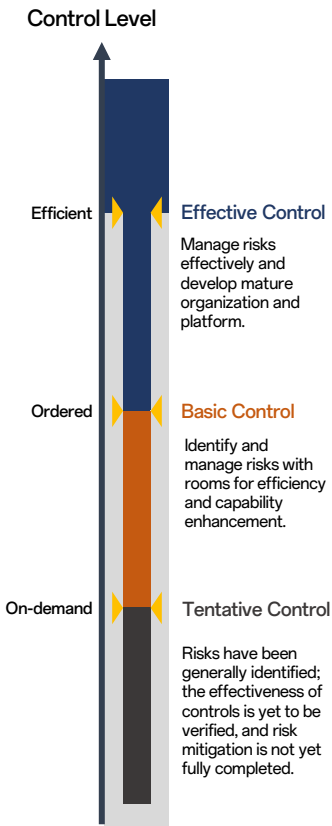 Control Level
Efficient
Effective Control
Manage risks
effectively and
develop mature
organization and
platform.
Ordered
Basic Control
Identify and
manage risks with
rooms for efficiency
and capability
enhancement.
On-demand
Tentative Control
Risks have been
generally identified;
the effectiveness of
controls is yet to be
verified, and risk
mitigation is not yet
fully completed.